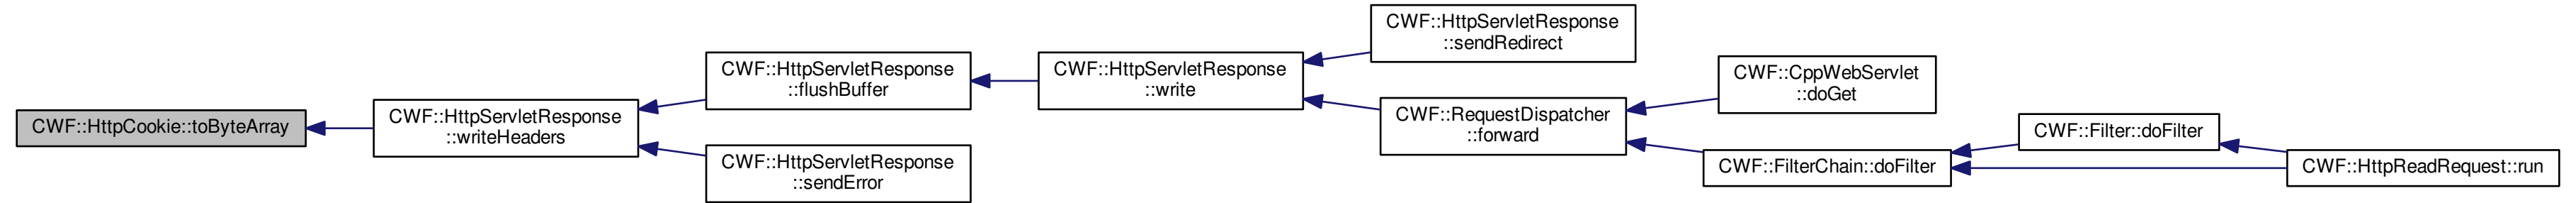 CWF::HttpCookie::toByteArray
CWF::HttpServletResponse
::writeHeaders
CWF::HttpServletResponse
::flushBuffer
CWF::HttpServletResponse
::sendError
CWF::HttpServletResponse
::write
CWF::HttpServletResponse
::sendRedirect
CWF::RequestDispatcher
::forward
CWF::CppWebServlet
::doGet
CWF::FilterChain::doFilter
CWF::Filter::doFilter
CWF::HttpReadRequest::run